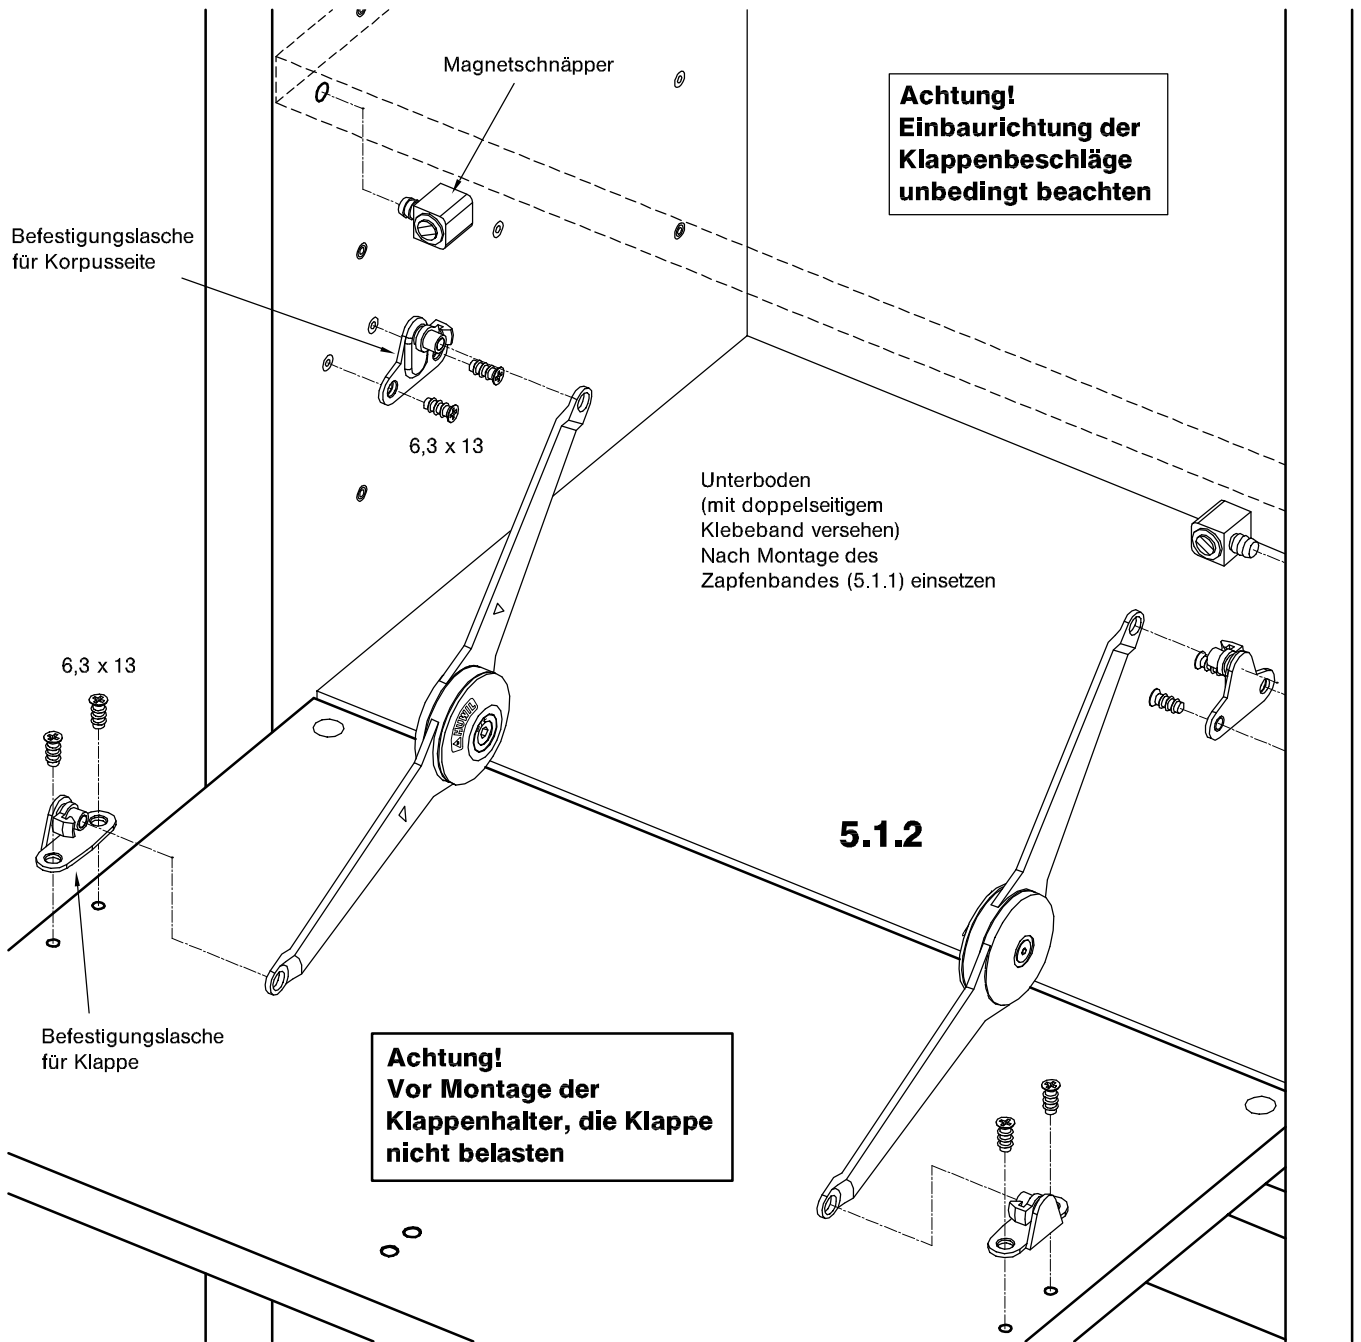 Magnetschnäpper
Achtung!
Einbaurichtung der
Klappenbeschläge
unbedingt beachten
Befestigungslasche
für Korpusseite
6,3 x 13
Unterboden
(mit doppelseitigem
Klebeband versehen)
Nach Montage des
Zapfenbandes (5.1.1) einsetzen
6,3 x 13
HUWIL
5.1.2
Befestigungslasche
für Klappe
Achtung!
Vor Montage der
Klappenhalter, die Klappe
nicht belasten